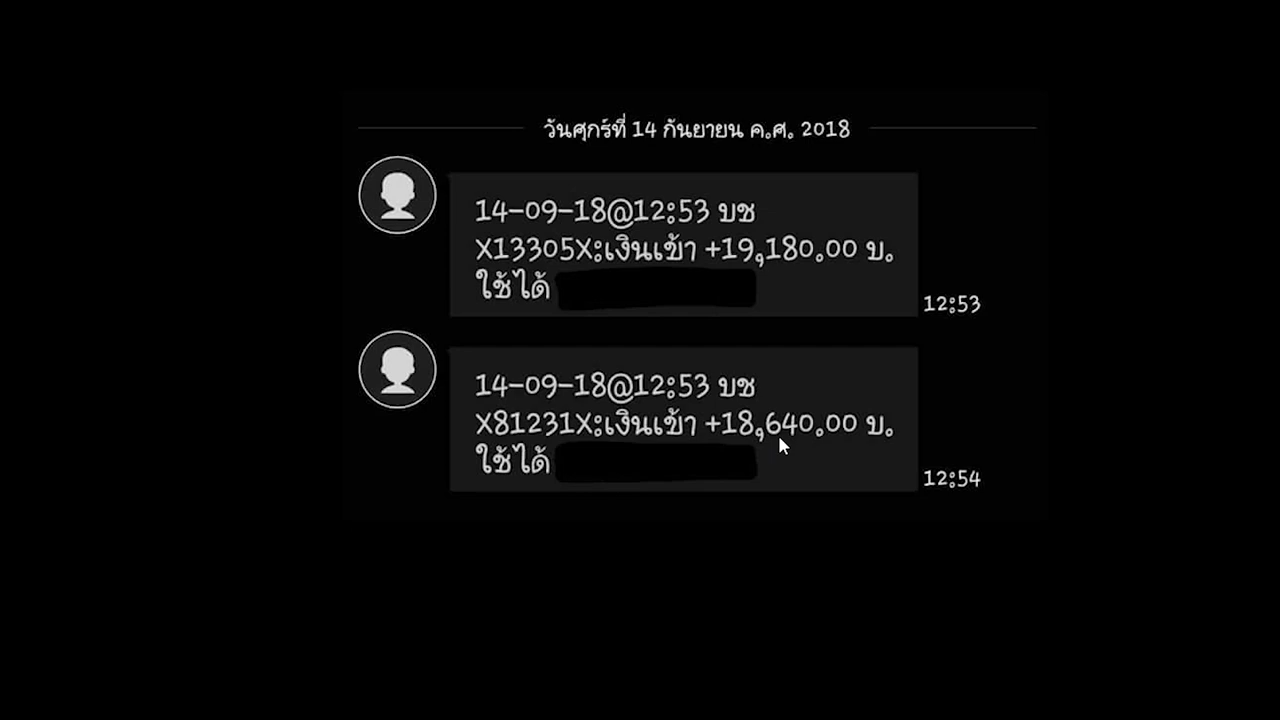 วันศุกร์ที่ 14 กันยายน ค.ศ. 2018
14-09-18@12:53 บช
X13305X:เงินเข้า +19,180.00 บ.
ใช้ได้
12:53
14-09-18@12:53 บช
X81231X:เงินเข้า +18,640.00 บ.
ใช้ได้
12:54